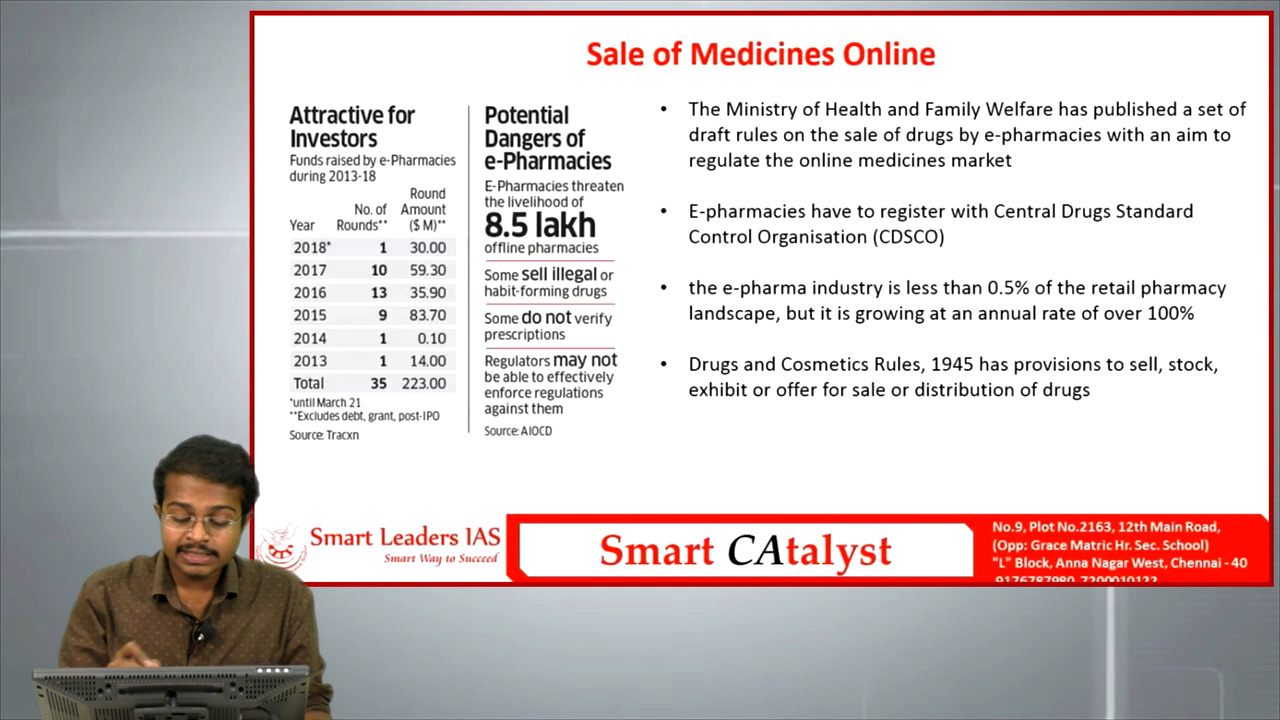 Sale of Medicines Online
Attractive for
Investors
Funds raised by e-Pharmacies
during 2013-18
Year No. of Rounds** Round Amount ($ M)**
2018* 1 30.00
2017 10 59.30
2016 13 35.90
2015 9 83.70
2014 1 0.10
2013 1 14.00
Total 35 223.00
*until March 21
**Excludes debt, grant, post-IPO
Source: Tracxn
Potential
Dangers of
e-Pharmacies
E-Pharmacies threaten
the livelihood of
8.5 lakh
offline pharmacies
Some sell illegal or
habit-forming drugs
Some do not verify
prescriptions
Regulators may not
be able to effectively
enforce regulations
against them
Source: AIOCD
• The Ministry of Health and Family Welfare has published a set of
draft rules on the sale of drugs by e-pharmacies with an aim to
regulate the online medicines market
• E-pharmacies have to register with Central Drugs Standard
Control Organisation (CDSCO)
• the e-pharma industry is less than 0.5% of the retail pharmacy
landscape, but it is growing at an annual rate of over 100%
• Drugs and Cosmetics Rules, 1945 has provisions to sell, stock,
exhibit or offer for sale or distribution of drugs
Smart Leaders IAS
Smart Way to Succeed
Smart CAtalyst
No.9, Plot No.2163, 12th Main Road,
(Opp: Grace Matric Hr. Sec. School)
"L" Block, Anna Nagar West, Chennai - 40
9176787980, 7200010122